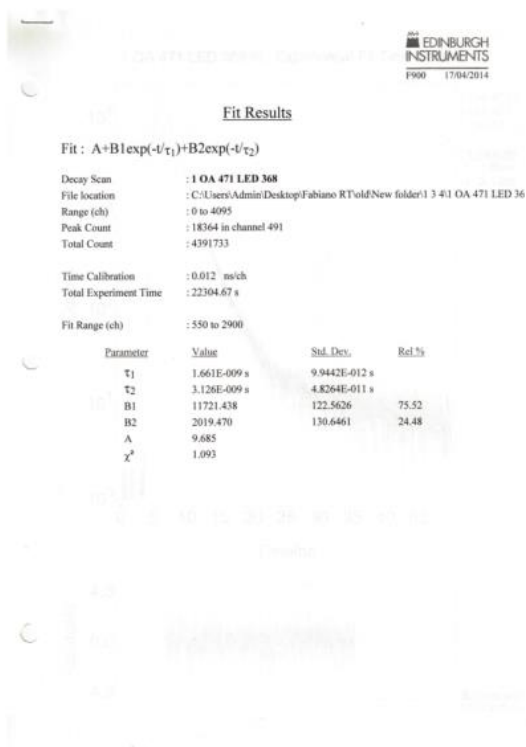 EDINBURGH
INSTRUMENTS
F900 17/04/2014
Fit Results
Fit : A+B1exp(-t/τ1)+B2exp(-t/τ2)
Decay Scan : 1 OA 471 LED 368
File location : C:\Users\Admin\Desktop\Fabiano RT\old\New folder\1 3 4\1 OA 471 LED 36
Range (ch) : 0 to 4095
Peak Count : 18364 in channel 491
Total Count : 4391733
Time Calibration : 0.012 ns/ch
Total Experiment Time : 22304.67 s
Fit Range (ch) : 550 to 2900
Parameter Value Std. Dev. Rel %
τ1 1.661E-009 s 9.9442E-012 s
τ2 3.126E-009 s 4.8264E-011 s
B1 11721.438 122.5626 75.52
B2 2019.470 130.6461 24.48
A 9.685
χ² 1.093